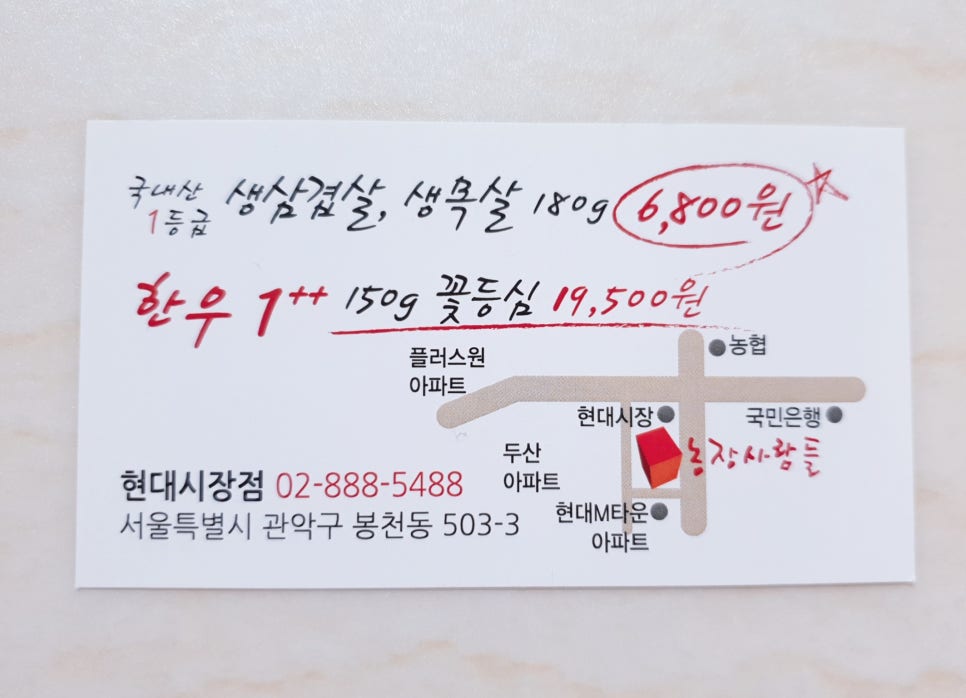 국내산 1등급 생삼겹살, 생목살 180g 6,800원
한우 1++ 150g 꽃등심 19,500원
플러스원
아파트
농협
현대시장
국민은행
농장사람들
두산
아파트
현대M타운
아파트
현대시장점 02-888-5488
서울특별시 관악구 봉천동 503-3